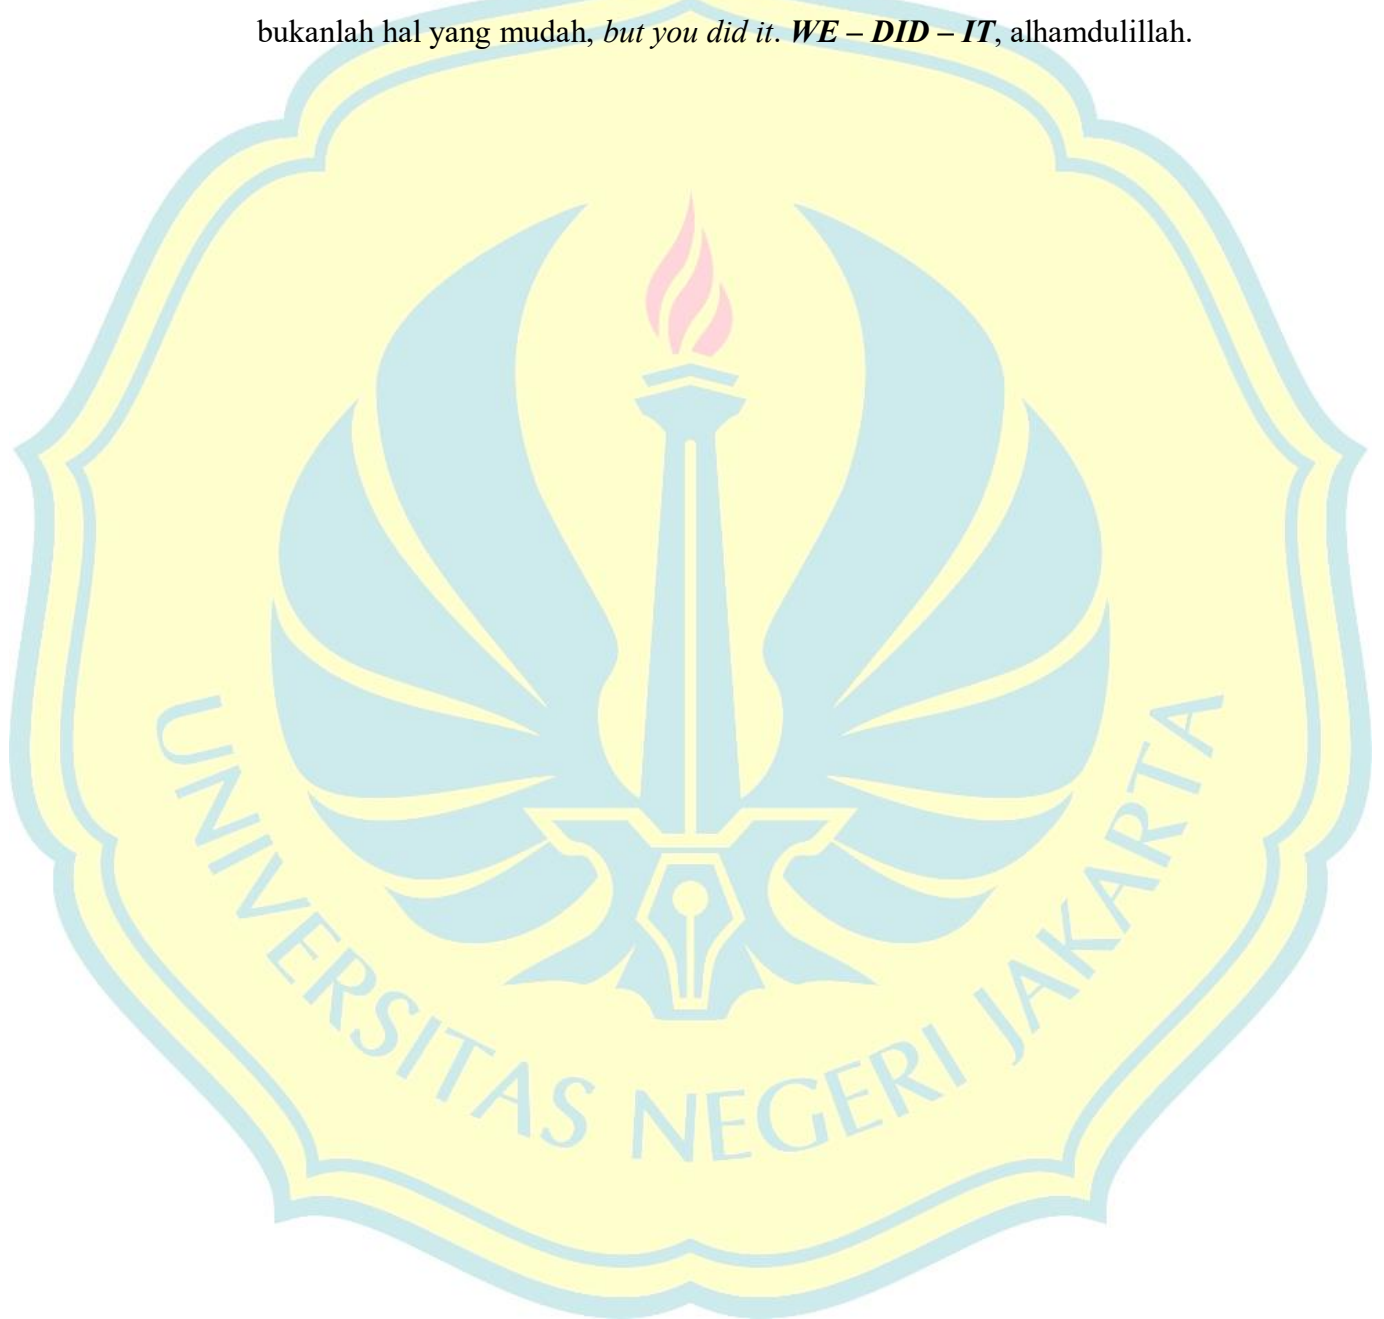 bukanlah hal yang mudah, but you did it. WE – DID – IT, alhamdulillah.
UNIVERSITAS NEGERI JAKARTA